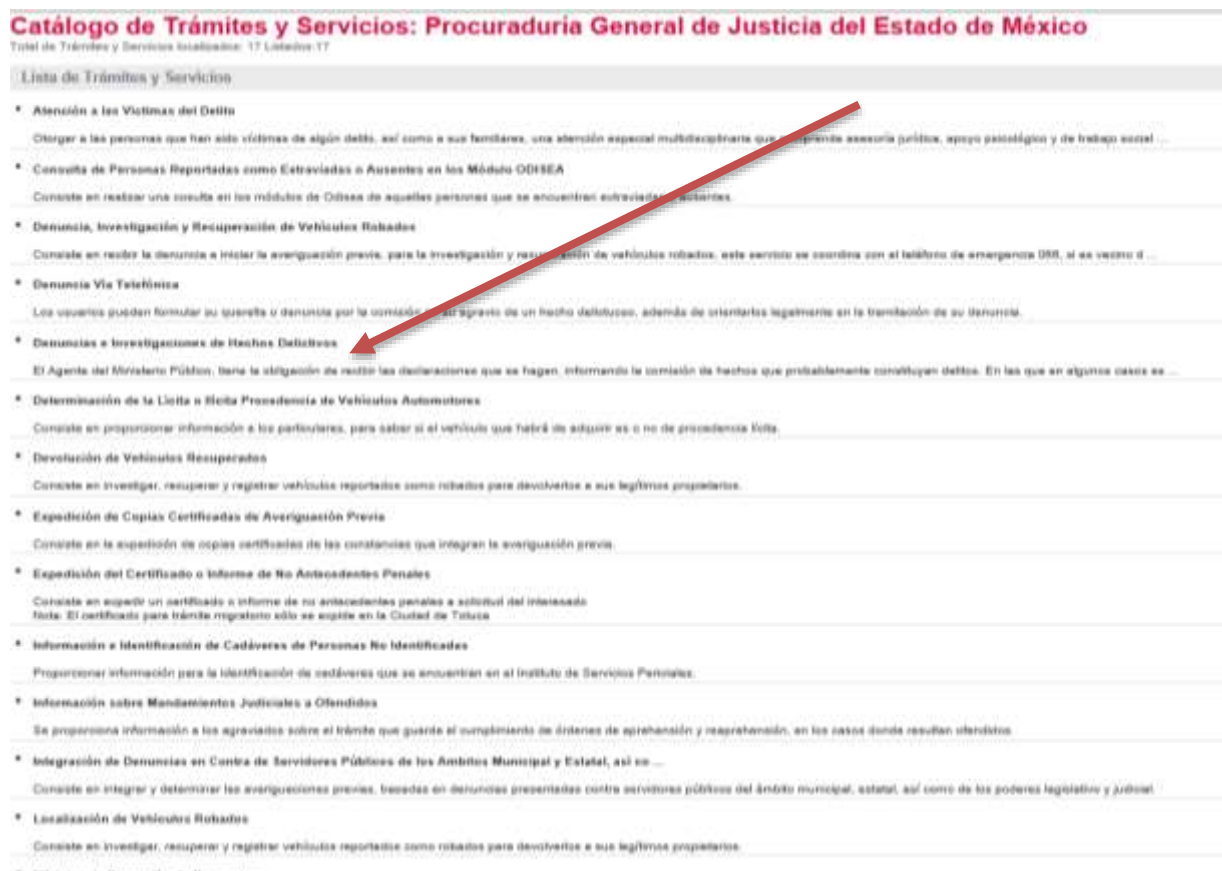 Catálogo de Trámites y Servicios: Procuraduria General de Justicia del Estado de México
Total de Trámites y Servicios localizados: 17 Listados:17
Lista de Trámites y Servicios
Atención a las Víctimas del Delito
Otorgar a las personas que han sido víctimas de algún delito, así como a sus familiares, una atención especial multidisciplinaria que asesoría jurídica, apoyo psicológico y de trabajo social ...
Consulta de Personas Reportadas como Extraviadas o Ausentes en los Módulo ODISEA
Consiste en realizar una consulta en los módulos de Odisea de aquellas personas que se encuentran extraviadas
Denuncia, Investigación y Recuperación de Vehículos Robados
Consiste en recibir la denuncia e iniciar la averiguación previa, para la investigación y de vehículos robados, este servicio se coordina con el teléfono de emergencia 066, si es vecino d ...
Denuncia Vía Telefónica
Los usuarios pueden formular su querella o denuncia por la comisión agravio de un hecho delictuoso, además de orientarlos legalmente en la tramitación de su denuncia.
Denuncias e Investigaciones de Hechos Delictivos
El Agente del Ministerio Público, tiene la obligación de recibir las declaraciones que se hagan, informando la comisión de hechos que probablemente constituyan delitos. En las que en algunos casos es ...
Determinación de la Lícita o Ilícita Procedencia de Vehículos Automotores
Consiste en proporcionar información a los particulares, para saber si el vehículo que habrá de adquirir es o no de procedencia lícita.
Devolución de Vehículos Recuperados
Consiste en investigar, recuperar y registrar vehículos reportados como robados para devolverlos a sus legítimos propietarios.
Expedición de Copias Certificadas de Averiguación Previa
Consiste en la expedición de copias certificadas de las constancias que integran la averiguación previa.
Expedición del Certificado o Informe de No Antecedentes Penales
Consiste en expedir un certificado o informe de no antecedentes penales a solicitud del interesado
Nota: El certificado para trámite migratorio sólo se expide en la Ciudad de Toluca
Información e Identificación de Cadáveres de Personas No Identificadas
Proporcionar información para la identificación de cadáveres que se encuentran en el Instituto de Servicios Periciales.
Información sobre Mandamientos Judiciales a Ofendidos
Se proporciona información a los agraviados sobre el trámite que guarda el cumplimiento de órdenes de aprehensión y reaprehensión, en los casos donde resultan ofendidos
Integración de Denuncias en Contra de Servidores Públicos de los Ambitos Municipal y Estatal, así co ...
Consiste en integrar y determinar las averiguaciones previas, basadas en denuncias presentadas contra servidores públicos del ámbito municipal, estatal, así como de los poderes legislativo y judicial.
Localización de Vehículos Robados
Consiste en investigar, recuperar y registrar vehículos reportados como robados para devolverlos a sus legítimos propietarios.